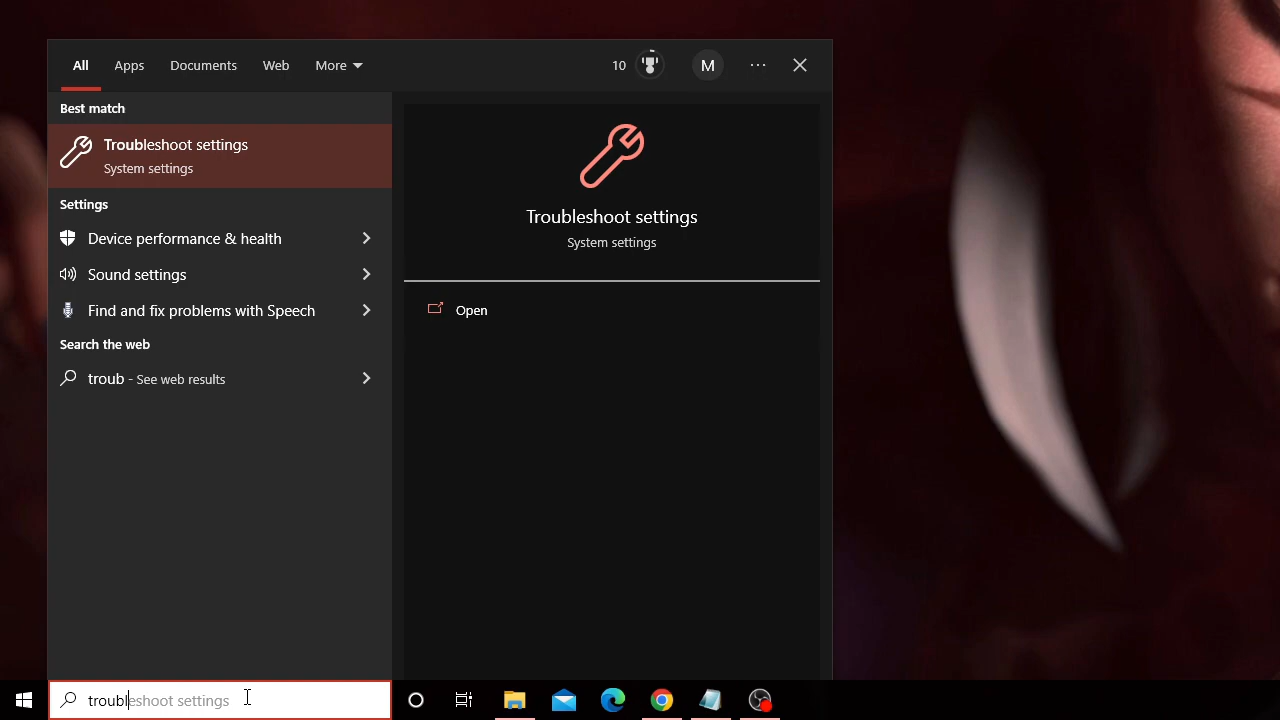 All Apps Documents Web More 10 M
Best match
Troubleshoot settings
System settings
Settings
Device performance & health
Sound settings
Find and fix problems with Speech
Search the web
troub - See web results
Troubleshoot settings
System settings
Open
troubleshoot settings